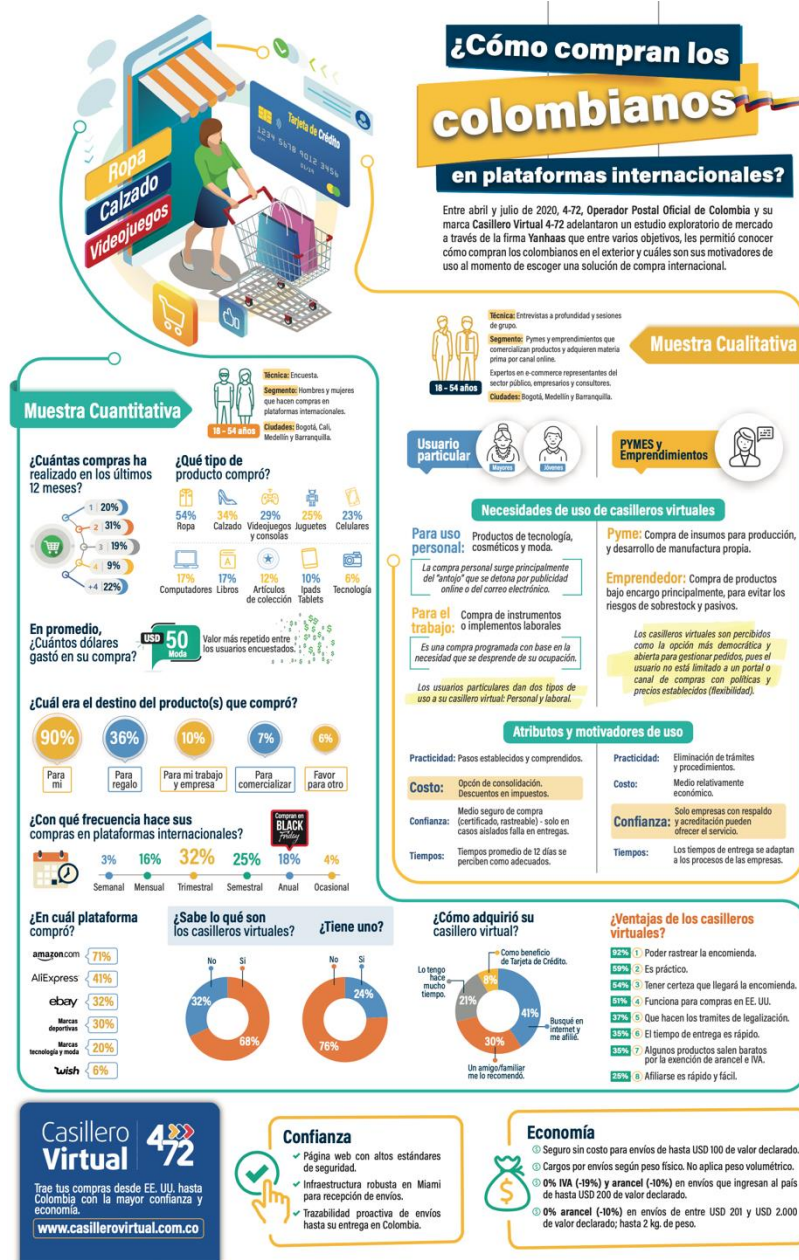 ¿Cómo compran los
colombianos
en plataformas internacionales?
Ropa
Calzado
Videojuegos
Tarjeta de Crédito
1234 5678 9012 3456
Entre abril y julio de 2020, 4-72, Operador Postal Oficial de Colombia y su
marca Casillero Virtual 4-72 adelantaron un estudio exploratorio de mercado
a través de la firma Yanhaas que entre varios objetivos, les permitió conocer
cómo compran los colombianos en el exterior y cuáles son sus motivadores de
uso al momento de escoger una solución de compra internacional.
Muestra Cuantitativa
18 - 54 años
Técnica: Encuesta.
Segmento: Hombres y mujeres
que hacen compras en
plataformas internacionales.
Ciudades: Bogotá, Cali,
Medellín y Barranquilla.
¿Cuántas compras ha
realizado en los últimos
12 meses?
1 20%
2 31%
3 19%
4 9%
+4 22%
¿Qué tipo de
producto compró?
54% 34% 29% 25% 23%
Ropa Calzado Videojuegos Juguetes Celulares
y consolas
17% 17% 12% 10% 6%
Computadores Libros Artículos Ipads Tecnología
de colección Tablets
En promedio,
¿Cuántos dólares
gastó en su compra?
USD 50
Moda
Valor más repetido entre
los usuarios encuestados.
¿Cuál era el destino del producto(s) que compró?
90% 36% 10% 7% 6%
Para Para Para mi trabajo Para Favor
mi regalo y empresa comercializar para otro
¿Con qué frecuencia hace sus
compras en plataformas internacionales?
Compran en
BLACK
Friday
3% 16% 32% 25% 18% 4%
Semanal Mensual Trimestral Semestral Anual Ocasional
¿En cuál plataforma
compró?
amazon.com 71%
AliExpress 41%
ebay 32%
Marcas
deportivas 30%
Marcas
tecnología y moda 20%
wish 6%
¿Sabe lo qué son
los casilleros virtuales?
No Si
32%
68%
¿Tiene uno?
No Si
24%
76%
¿Cómo adquirió su
casillero virtual?
Como beneficio
de Tarjeta de Crédito.
8%
Lo tengo
hace
mucho
tiempo.
21%
41%
Busqué en
internet y
me afilié.
30%
Un amigo/familiar
me lo recomendó.
¿Ventajas de los casilleros
virtuales?
92% 1 Poder rastrear la encomienda.
59% 2 Es práctico.
54% 3 Tener certeza que llegará la encomienda.
51% 4 Funciona para compras en EE. UU.
37% 5 Que hacen los tramites de legalización.
35% 6 El tiempo de entrega es rápido.
35% 7 Algunos productos salen baratos
por la exención de arancel e IVA.
25% 8 Afiliarse es rápido y fácil.
Muestra Cualitativa
18 - 54 años
Técnica: Entrevistas a profundidad y sesiones
de grupo.
Segmento: Pymes y emprendimientos que
comercializan productos y adquieren materia
prima por canal online.
Expertos en e-commerce representantes del
sector público, empresarios y consultores.
Ciudades: Bogotá, Medellín y Barranquilla.
Usuario
particular
Mayores
Jóvenes
PYMES y
Emprendimientos
Necesidades de uso de casilleros virtuales
Para uso
personal:
Productos de tecnología,
cosméticos y moda.
La compra personal surge principalmente
del "antojo" que se detona por publicidad
online o del correo electrónico.
Para el
trabajo:
Compra de instrumentos
o implementos laborales
Es una compra programada con base en la
necesidad que se desprende de su ocupación.
Los usuarios particulares dan dos tipos de
uso a su casillero virtual: Personal y laboral.
Pyme: Compra de insumos para producción,
y desarrollo de manufactura propia.
Emprendedor: Compra de productos
bajo encargo principalmente, para evitar los
riesgos de sobrestock y pasivos.
Los casilleros virtuales son percibidos
como la opción más democrática y
abierta para gestionar pedidos, pues el
usuario no está limitado a un portal o
canal de compras con políticas y
precios establecidos (flexibilidad).
Atributos y motivadores de uso
Practicidad: Pasos establecidos y comprendidos.
Costo: Opcón de consolidación.
Descuentos en impuestos.
Confianza: Medio seguro de compra
(certificado, rastreable) - solo en
casos aislados falla en entregas.
Tiempos: Tiempos promedio de 12 días se
perciben como adecuados.
Practicidad: Eliminación de trámites
y procedimientos.
Costo: Medio relativamente
económico.
Confianza: Solo empresas con respaldo
y acreditación pueden
ofrecer el servicio.
Tiempos: Los tiempos de entrega se adaptan
a los procesos de las empresas.
Casillero
Virtual
472
Trae tus compras desde EE. UU. hasta
Colombia con la mayor confianza y
economía.
www.casillerovirtual.com.co
Confianza
Página web con altos estándares
de seguridad.
Infraestructura robusta en Miami
para recepción de envíos.
Trazabilidad proactiva de envíos
hasta su entrega en Colombia.
Economía
Seguro sin costo para envíos de hasta USD 100 de valor declarado.
Cargos por envíos según peso físico. No aplica peso volumétrico.
0% IVA (-19%) y arancel (-10%) en envíos que ingresan al país
de hasta USD 200 de valor declarado.
0% arancel (-10%) en envíos de entre USD 201 y USD 2.000
de valor declarado; hasta 2 kg. de peso.